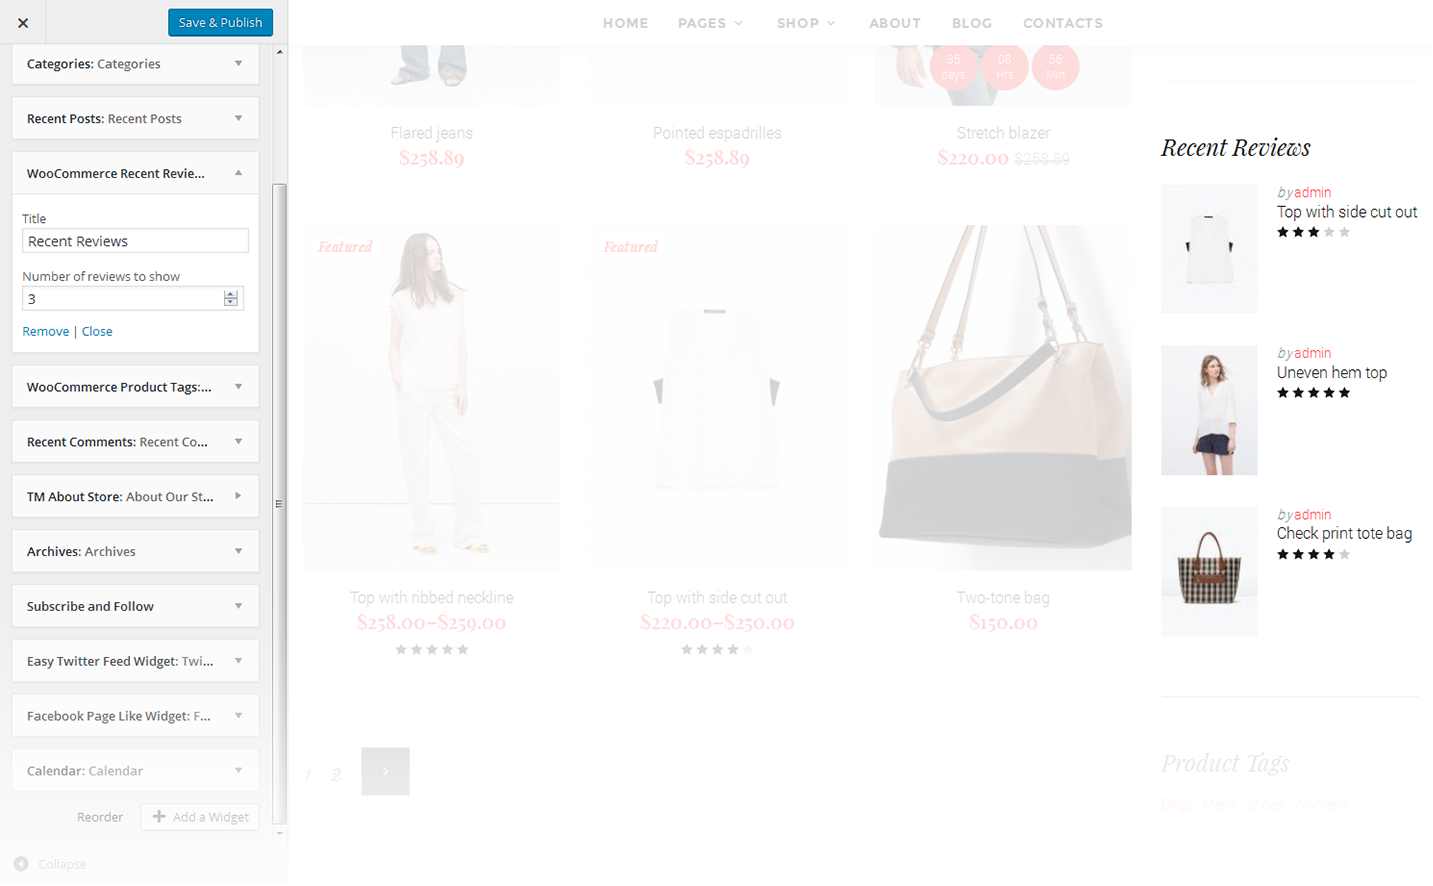 Save & Publish
Categories: Categories
Recent Posts: Recent Posts
WooCommerce Recent Revie...
Title
Recent Reviews
Number of reviews to show
3
Remove | Close
WooCommerce Product Tags:...
Recent Comments: Recent Co...
TM About Store: About Our St...
Archives: Archives
Subscribe and Follow
Easy Twitter Feed Widget: Twi...
Facebook Page Like Widget: F...
Calendar: Calendar
Reorder
Add a Widget
Collapse
HOME PAGES SHOP ABOUT BLOG CONTACTS
35 days
08 Hrs
56 Min
Flared jeans
$258.89
Pointed espadrilles
$258.89
Stretch blazer
$220.00 $258.89
Featured
Top with ribbed neckline
$258.00–$259.00
Featured
Top with side cut out
$220.00–$250.00
Two-tone bag
$150.00
1 2
Recent Reviews
by admin
Top with side cut out
by admin
Uneven hem top
by admin
Check print tote bag
Product Tags
Bags Men's Shoes Womens